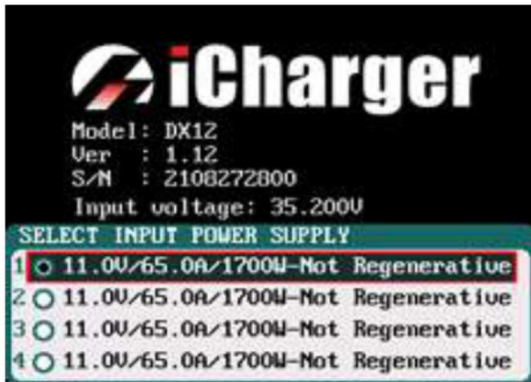 iCharger
Model: DX12
Ver : 1.12
S/N : 2108272800
Input voltage: 35.200V
SELECT INPUT POWER SUPPLY
1 11.0V/65.0A/1700W-Not Regenerative
2 11.0V/65.0A/1700W-Not Regenerative
3 11.0V/65.0A/1700W-Not Regenerative
4 11.0V/65.0A/1700W-Not Regenerative